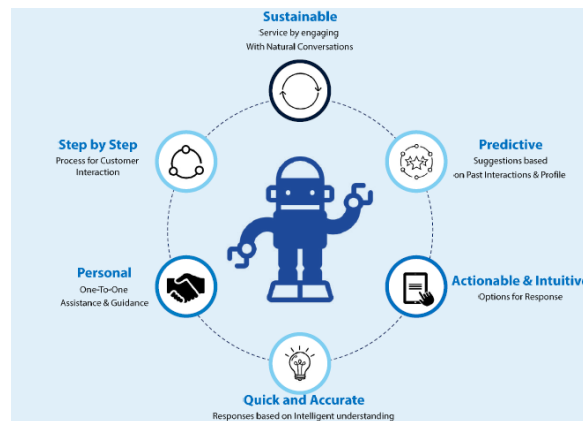 Sustainable
Service by engaging
With Natural Conversations
Step by Step
Process for Customer
Interaction
Predictive
Suggestions based
on Past Interactions & Profile
Personal
One-To-One
Assistance & Guidance
Actionable & Intuitive
Options for Response
Quick and Accurate
Responses based on Intelligent understanding